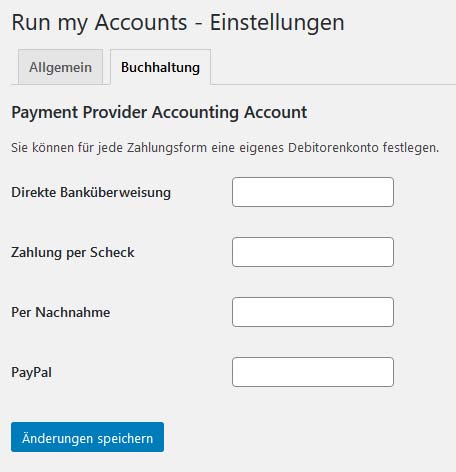 Run my Accounts - Einstellungen
Allgemein
Buchhaltung
Payment Provider Accounting Account
Sie können für jede Zahlungsform eine eigenes Debitorenkonto festlegen.
Direkte Banküberweisung
Zahlung per Scheck
Per Nachnahme
PayPal
Änderungen speichern